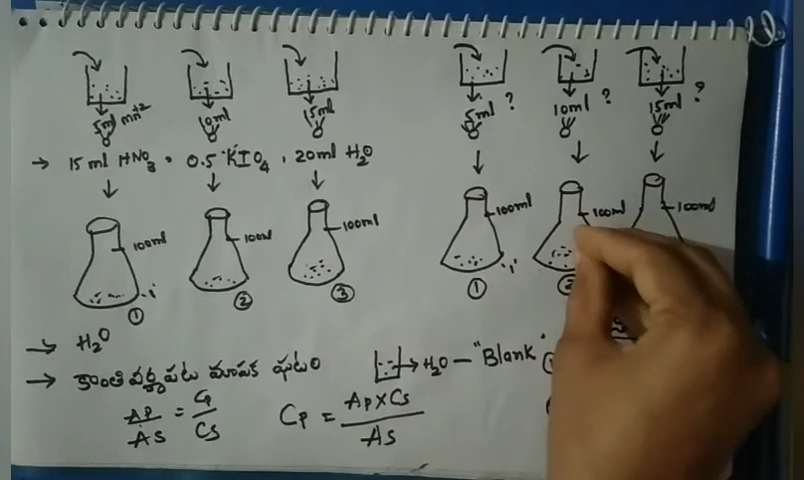 5ml mn+2 10ml 15ml 5ml ? 10ml ? 15ml ?
→ 15 ml HNO3 • 0.5 KIO4 , 20ml H2O
100ml 100ml 100ml 100ml 100ml 100ml
1 2 3 1 2
→ H2O
→ కాంతి వర్ణపటు మాపక ఘటం → H2O — "Blank"
AP/AS = CP/CS CP = AP X CS/AS